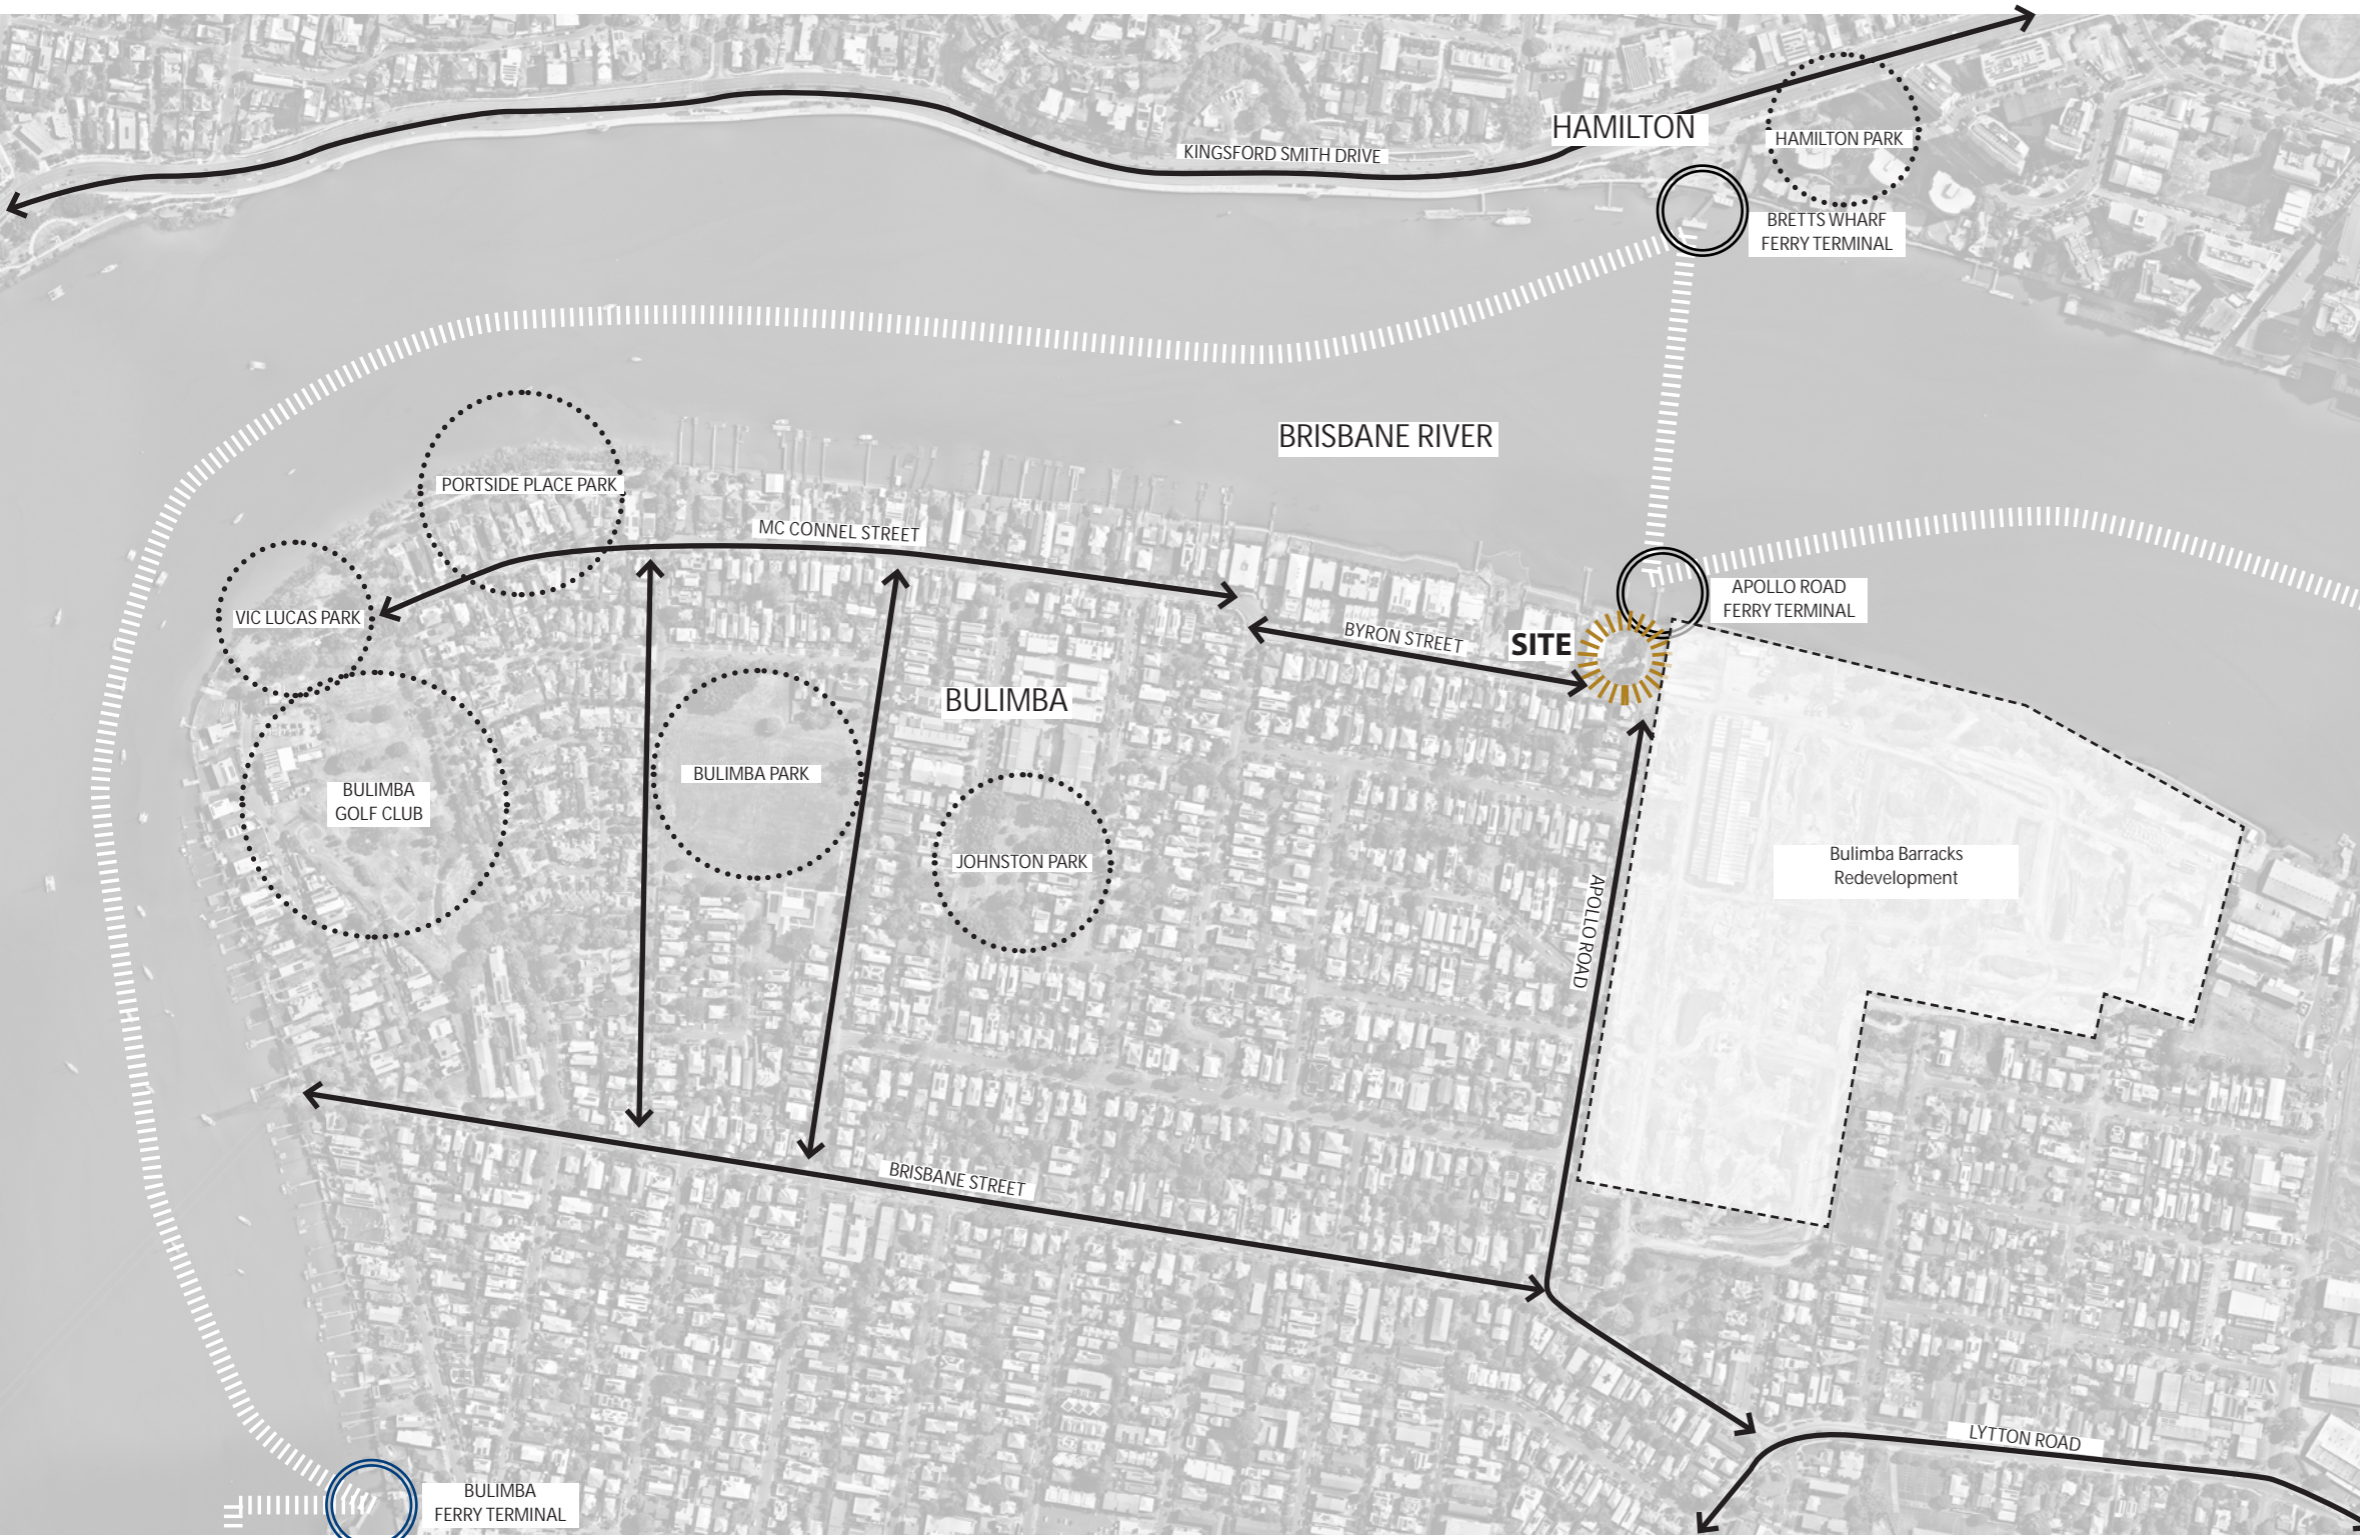 HAMILTON
HAMILTON PARK
KINGSFORD SMITH DRIVE
BRETTS WHARF
FERRY TERMINAL
BRISBANE RIVER
PORTSIDE PLACE PARK
MC CONNEL STREET
APOLLO ROAD
FERRY TERMINAL
VIC LUCAS PARK
BYRON STREET
SITE
BULIMBA
BULIMBA PARK
BULIMBA
GOLF CLUB
JOHNSTON PARK
Bulimba Barracks
Redevelopment
APOLLO ROAD
BRISBANE STREET
LYTTON ROAD
BULIMBA
FERRY TERMINAL